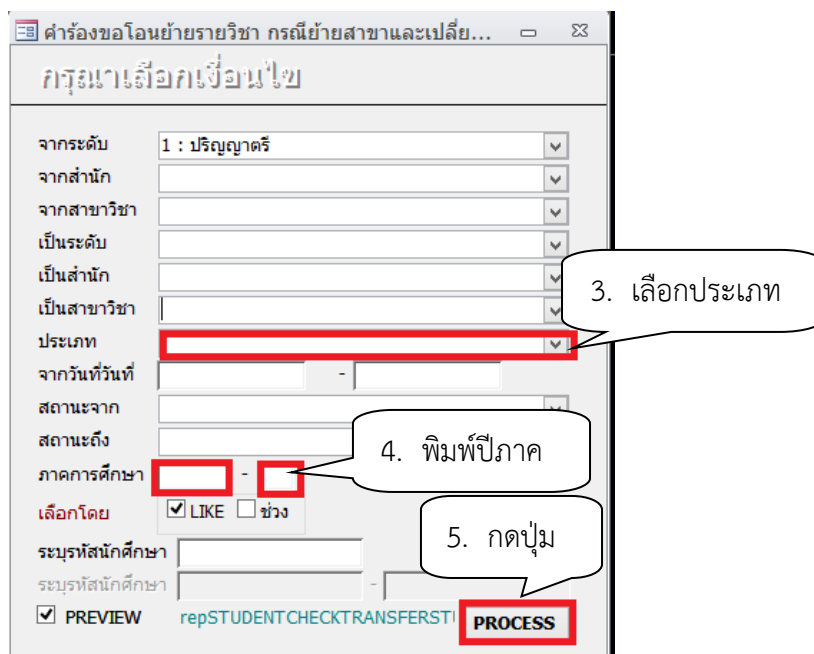 คำร้องขอโอนย้ายรายวิชา กรณีย้ายสาขาและเปลี่ย...
กรุณาเลือกเงื่อนไข
จากระดับ 1 : ปริญญาตรี
จากสำนัก
จากสาขาวิชา
เป็นระดับ
เป็นสำนัก
3. เลือกประเภท
เป็นสาขาวิชา
ประเภท
จากวันที่วันที่ -
สถานะจาก
สถานะถึง
4. พิมพ์ปีภาค
ภาคการศึกษา -
เลือกโดย LIKE ช่วง
5. กดปุ่ม
ระบุรหัสนักศึกษา
ระบุรหัสนักศึกษา -
PREVIEW repSTUDENTCHECKTRANSFERST PROCESS